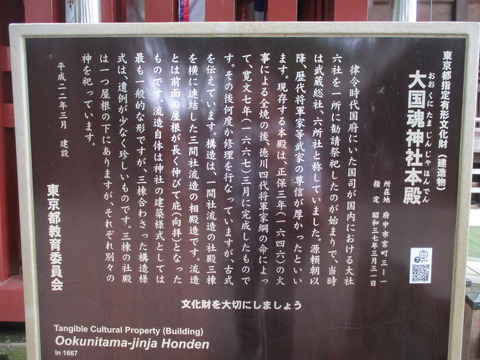 東京都指定有形文化財（建造物）
おおくにたまじんじゃほんでん
大国魂神社本殿
所在地 府中市宮町三ー一
指定 昭和三七年三月三一日
律令時代国府にいた国司が国内における大社
六社を一所に勧請祭祀したのが始まりで、当時
は武蔵総社六所社と称していました。源頼朝以
降、歴代将軍家等武家の尊信が厚かったといい
ます。現存する本殿は、正保三年（一六四六）の火
事による全焼の後、徳川四代将軍家綱の命によっ
て、寛文七年（一六六七）三月に完成したもので
す。その後何度か修理を行なっていますが、古式
を伝えています。構造は、一間社流造の社殿三棟
を横に連結した三間社流造の相殿造です。流造
とは前面の屋根が長く伸びて庇（向拝）となった
ものです。流造自体は神社の建築様式としては
最も一般的な形ですが、三棟合わさった構造様
式は、遺例が少なく珍しいものです。三棟の社殿
は一つ屋根の下にありますが、それぞれ別々の
神を祀っています。
平成二二年三月 建設
東京都教育委員会
文化財を大切にしましょう
Tangible Cultural Property (Building)
Ookunitama-jinja Honden
In 1667